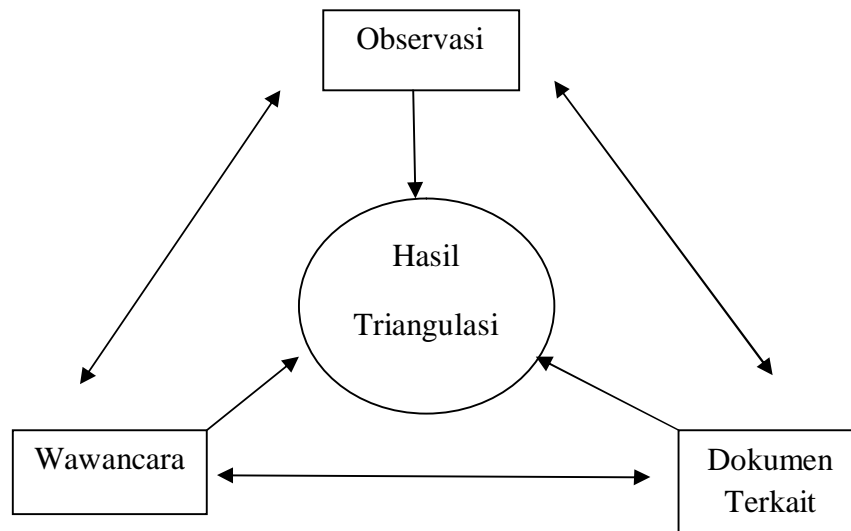 Observasi
Hasil
Triangulasi
Wawancara
Dokumen
Terkait